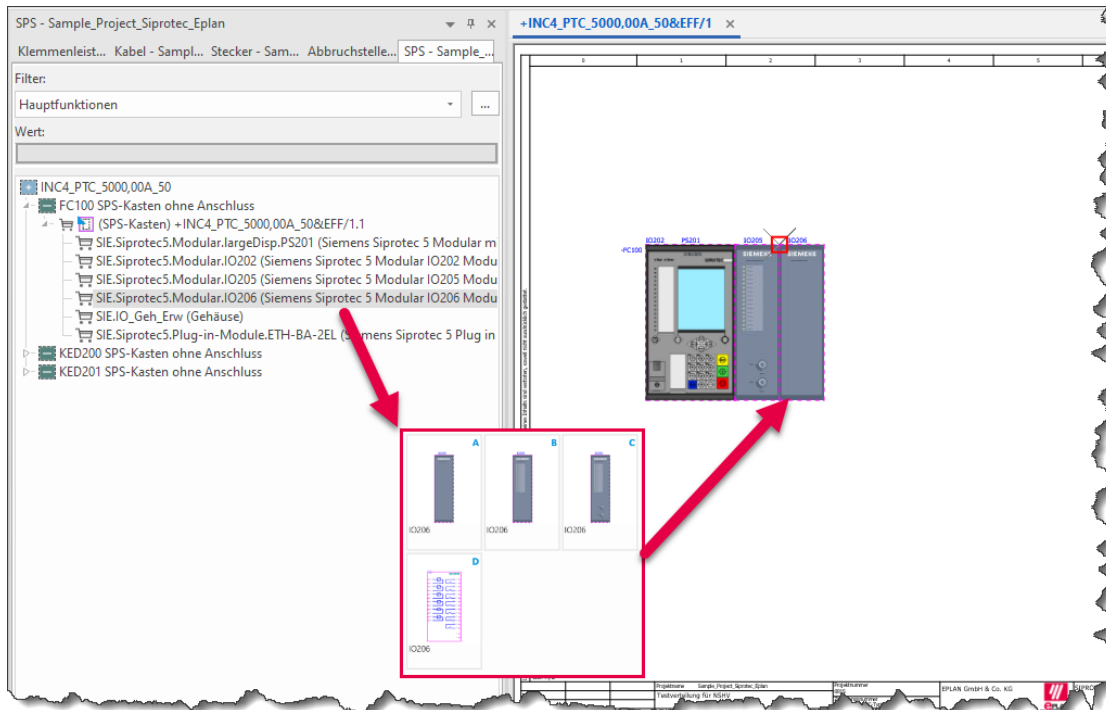 SPS - Sample_Project_Siprotec_Eplan
Klemmenleist... Kabel - Sampl... Stecker - Sam... Abbruchstelle... SPS - Sample_...
Filter:
Hauptfunktionen
...
Wert:
INC4_PTC_5000,00A_50
FC100 SPS-Kasten ohne Anschluss
(SPS-Kasten) +INC4_PTC_5000,00A_50&EFF/1.1
SIE.Siprotec5.Modular.largeDisp.PS201 (Siemens Siprotec 5 Modular m
SIE.Siprotec5.Modular.IO202 (Siemens Siprotec 5 Modular IO202 Modu
SIE.Siprotec5.Modular.IO205 (Siemens Siprotec 5 Modular IO205 Modu
SIE.Siprotec5.Modular.IO206 (Siemens Siprotec 5 Modular IO206 Modu
SIE.IO_Geh_Erw (Gehäuse)
SIE.Siprotec5.Plug-in-Module.ETH-BA-2EL (Siemens Siprotec 5 Plug in
KED200 SPS-Kasten ohne Anschluss
KED201 SPS-Kasten ohne Anschluss
A
IO206
B
IO206
C
IO206
D
IO206
+INC4_PTC_5000,00A_50&EFF/1
0 1 2 3 4 5
IO202 PS201 IO205 IO206
-FC100
SIEMENS SIEMENS
Projektname Sample_Project_Siprotec_Eplan
Testverteilung für NSHV
Projektnummer
EPLAN GmbH & Co. KG